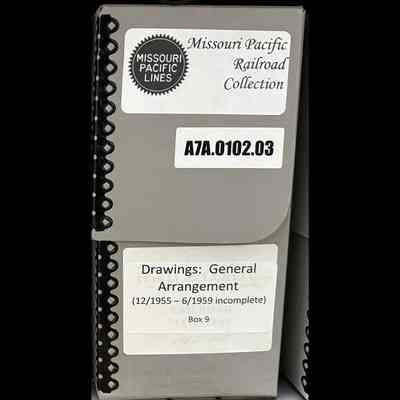 MISSOURI
PACIFIC
LINES
Missouri Pacific
Railroad
Collection
A7A.0102.03
Drawings: General
Arrangement
(12/1955 – 6/1959 incomplete)
Box 9